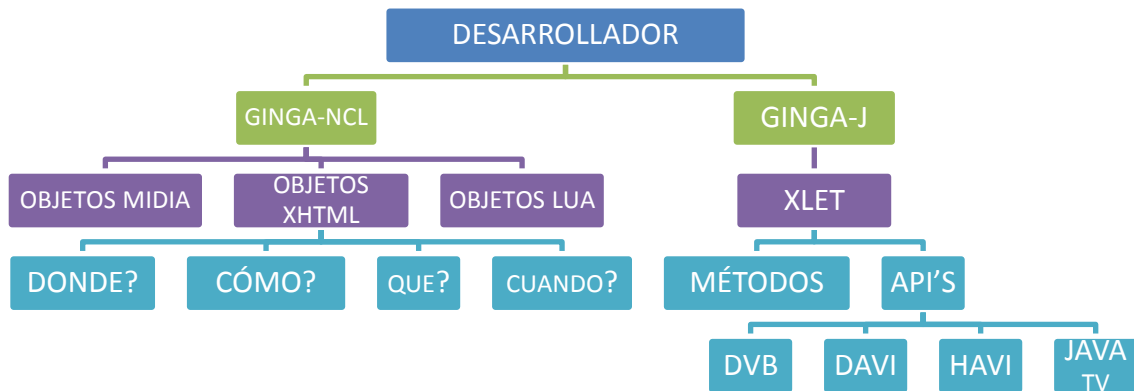 DESARROLLADOR
GINGA-NCL
GINGA-J
OBJETOS MIDIA
OBJETOS
XHTML
OBJETOS LUA
XLET
DONDE?
CÓMO?
QUE?
CUANDO?
MÉTODOS
API'S
DVB
DAVI
HAVI
JAVA
TV